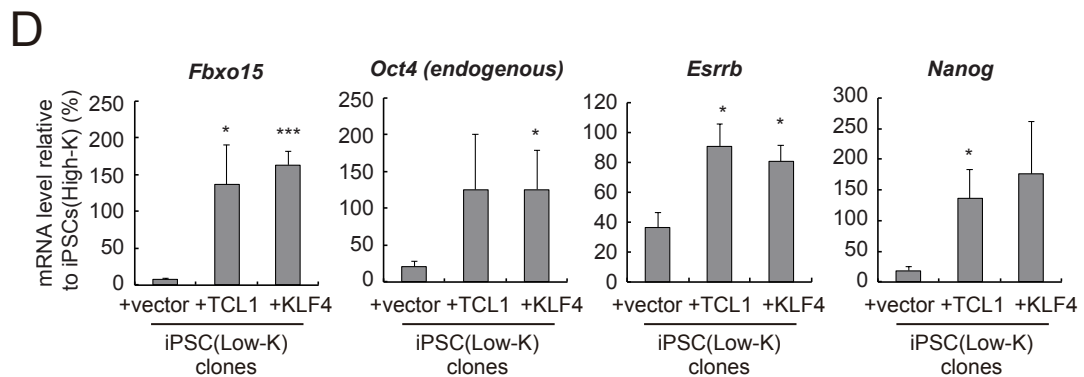 D
Fbxo15
Oct4 (endogenous)
Esrrb
Nanog
mRNA level relative
to iPSCs(High-K) (%)
250
200
150
100
50
0
*
***
+vector +TCL1 +KLF4
iPSC(Low-K)
clones
250
200
150
100
50
0
*
+vector +TCL1 +KLF4
iPSC(Low-K)
clones
120
100
80
60
40
20
0
*
*
+vector +TCL1 +KLF4
iPSC(Low-K)
clones
300
250
200
150
100
50
0
*
+vector +TCL1 +KLF4
iPSC(Low-K)
clones